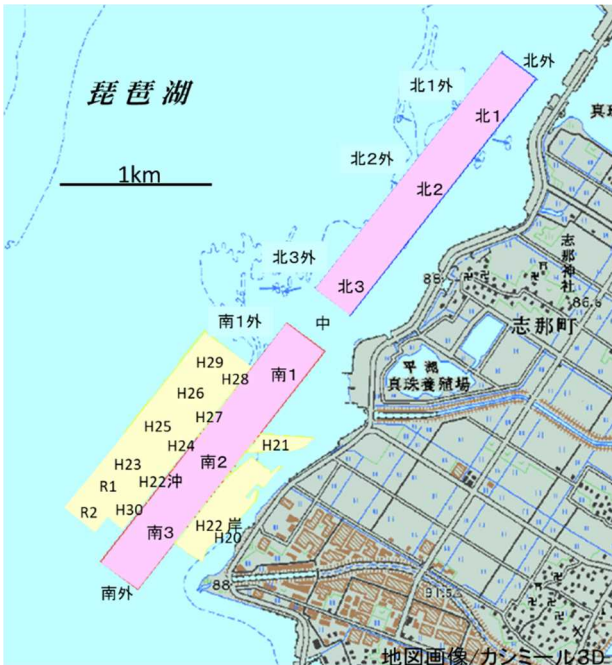 北外
琵琶湖
北1外
北1
真珠
1km
北2外
北2
志那神社
北3外
88
北3
86.8
南1外
中
志那町
平湖
真珠養殖場
H29
南1
H28
H26
H27
H25
H21
H24
南2
H23
H22沖
R1
R2
H30
南3
H22岸
H20
南外
88
地図画像/カシミール3D